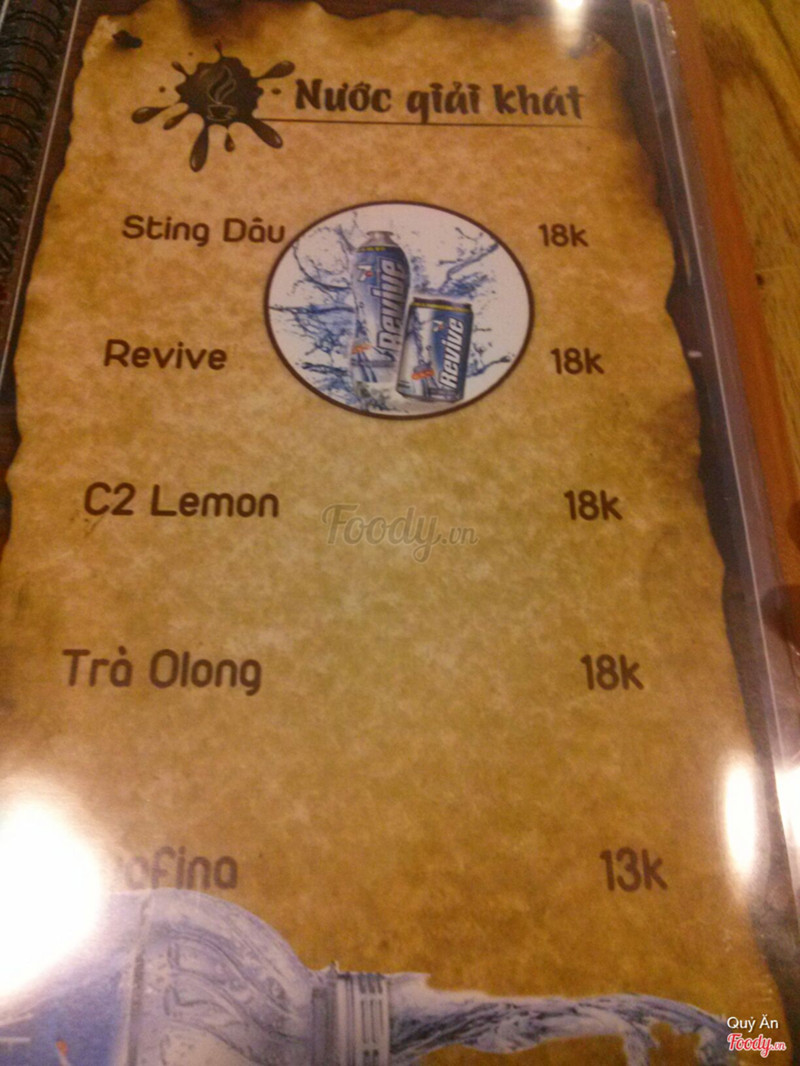 Nước giải khát
Sting Dâu 18k
Revive
Revive
Revive 18k
C2 Lemon 18k
Foody.vn
Trà Olong 18k
afina 13k
Quý Ăn
Foody.vn